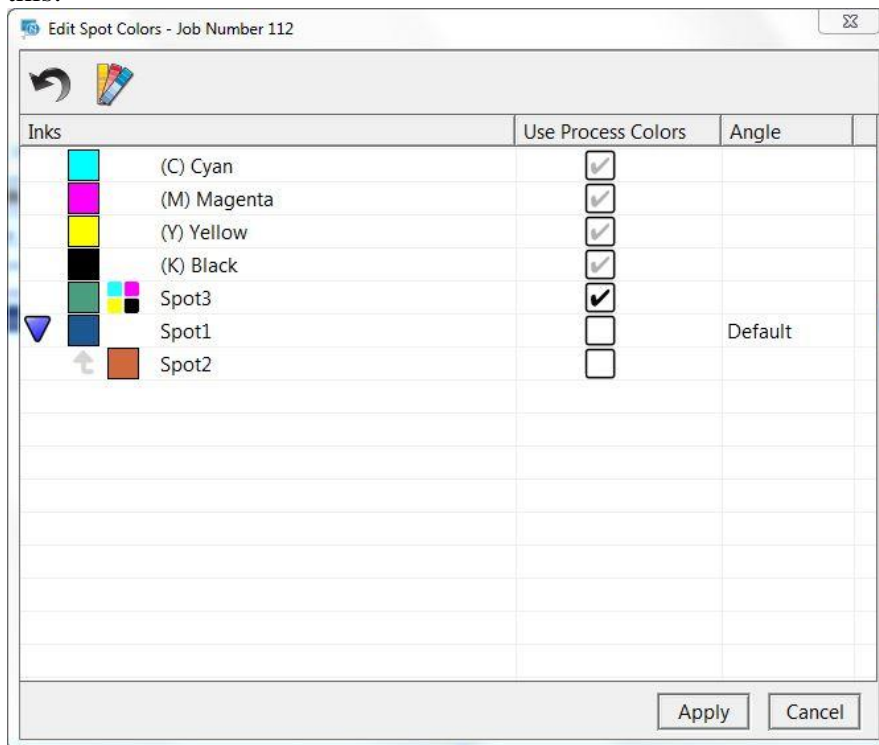 Edit Spot Colors - Job Number 112
Inks Use Process Colors Angle
(C) Cyan
(M) Magenta
(Y) Yellow
(K) Black
Spot3
Spot1 Default
Spot2
Apply Cancel